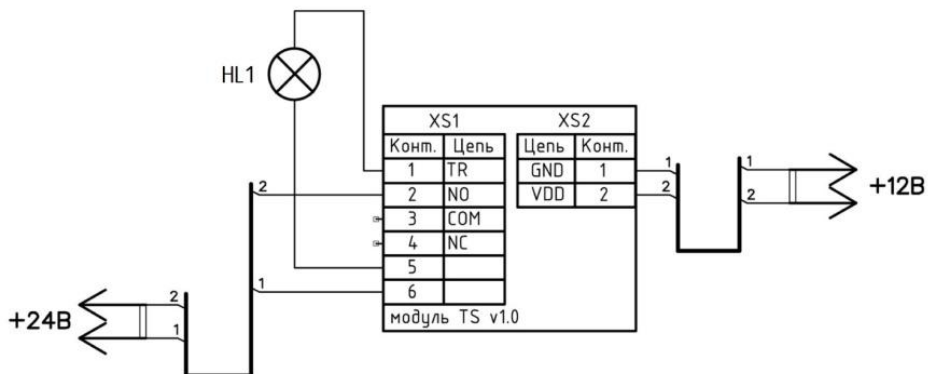 HL1
XS1 XS2
Конт. Цепь Цепь Конт.
1 TR GND 1
2 NO VDD 2
3 COM
4 NC
5
6
модуль TS v1.0
2
1
2
1
+24В
1
2
1
2
+12В